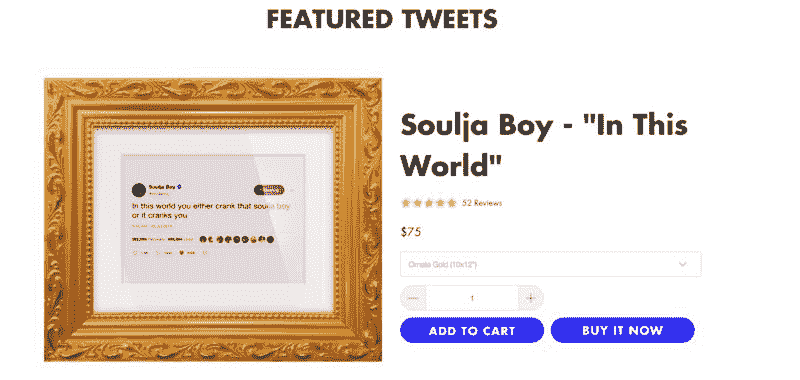 FEATURED TWEETS
Soulja Boy
In this world you either crank that soulja boy
or it cranks you
Soulja Boy - "In This
World"
52 Reviews
$75
Ornate Gold (10x12")
1
ADD TO CART
BUY IT NOW